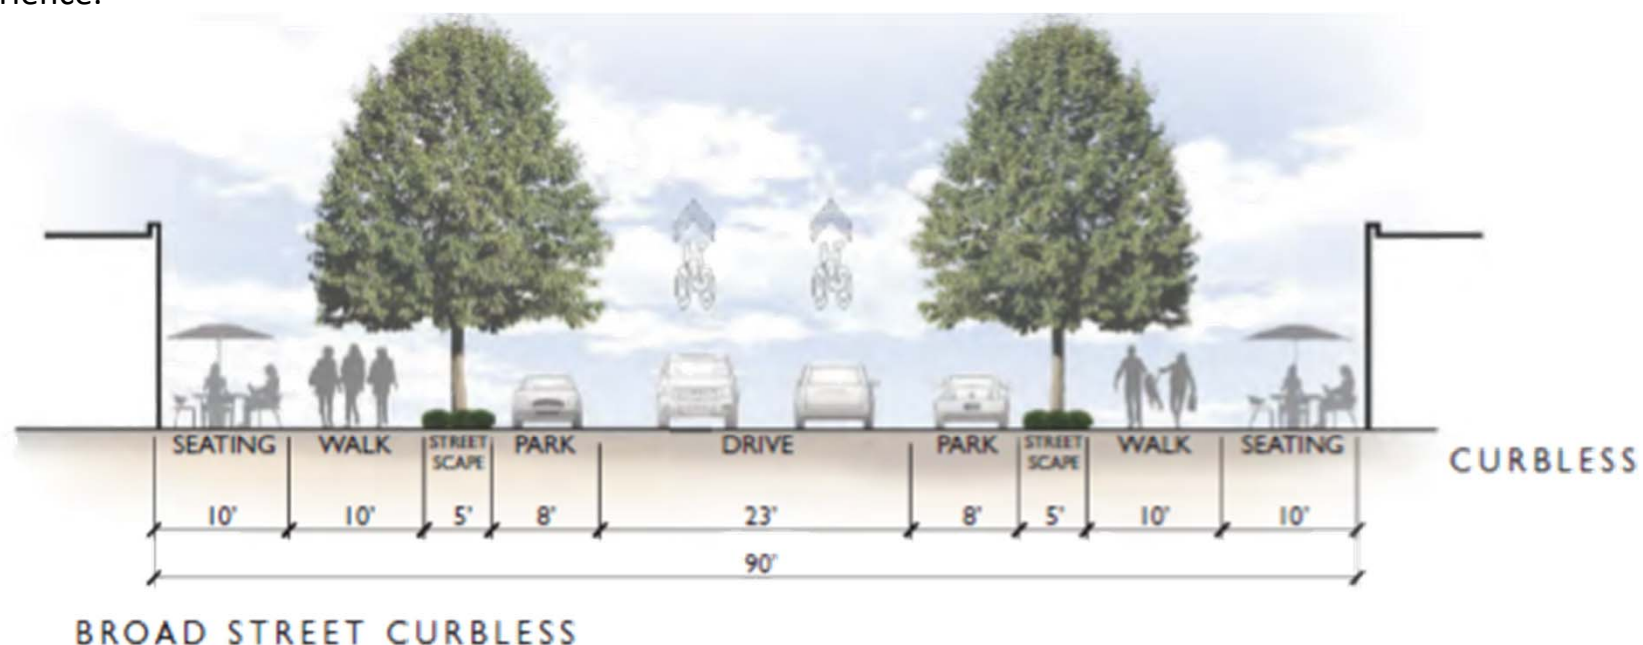 SEATING WALK STREET SCAPE PARK DRIVE PARK STREET SCAPE WALK SEATING
CURBLESS
10' 10' 5' 8' 23' 8' 5' 10' 10'
90'
BROAD STREET CURBLESS